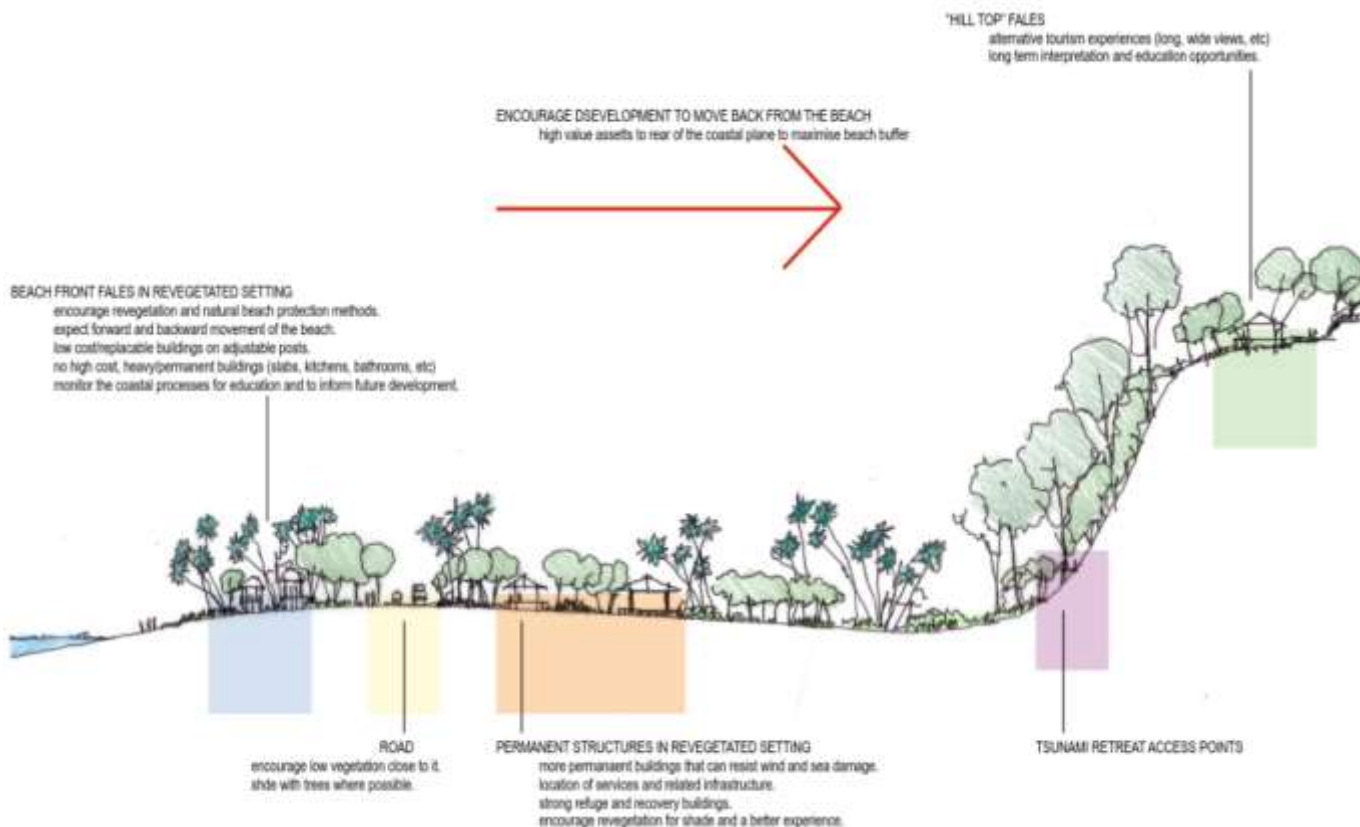 "HILL TOP" FALES
alternative tourism experiences (long, wide views, etc)
long term interpretation and education opportunities.
ENCOURAGE DSEVELOPMENT TO MOVE BACK FROM THE BEACH
high value assetts to rear of the coastal plane to maximise beach buffer
BEACH FRONT FALES IN REVEGETATED SETTING
encourage revegetation and natural beach protection methods.
expect forward and backward movement of the beach.
low cost/replacable buildings on adjustable posts.
no high cost, heavy/permanent buildings (slabs, kitchens, bathrooms, etc)
monitor the coastal processes for education and to inform future development.
ROAD
encourage low vegetation close to it.
shde with trees where possible.
PERMANENT STRUCTURES IN REVEGETATED SETTING
more permanaent buildings that can resist wind and sea damage.
location of services and related infrastructure.
strong refuge and recovery buildings.
encourage revegetation for shade and a better experience.
TSUNAMI RETREAT ACCESS POINTS